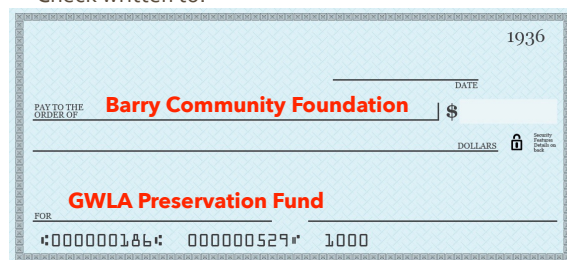 Check written to:
1936
DATE
PAY TO THE
ORDER OF
Barry Community Foundation
$
DOLLARS
Security
Features
Details on
back
GWLA Preservation Fund
FOR
⑆000000186⑆ 000000529⑈ 1000